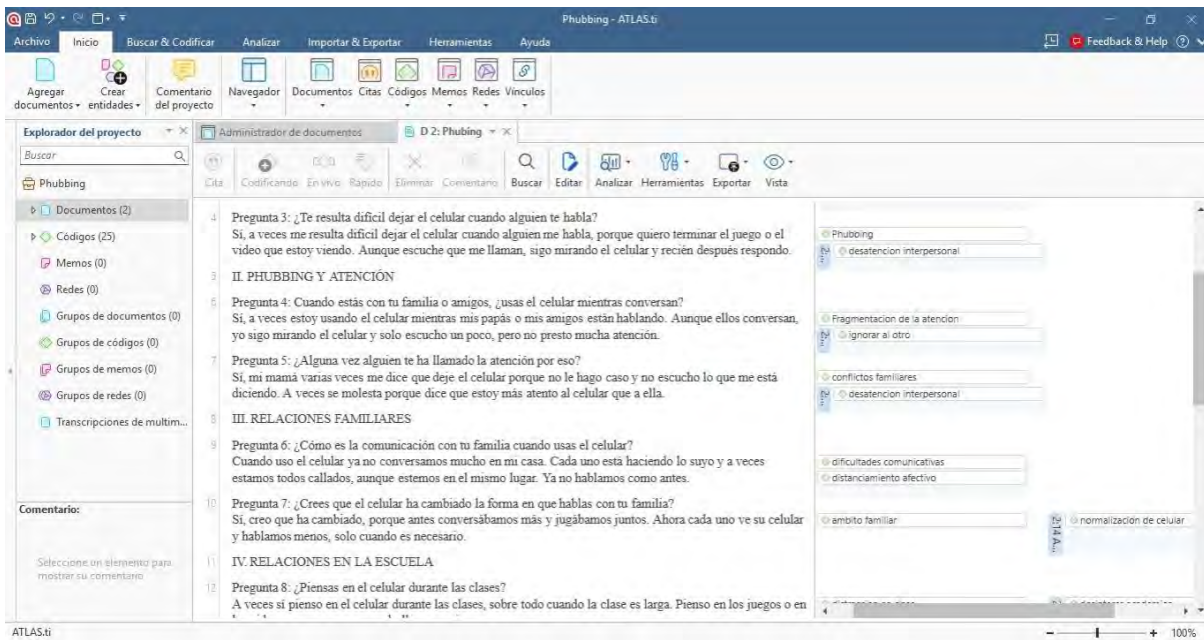 Phubbing - ATLAS.ti
Archivo Inicio Buscar & Codificar Analizar Importar & Exportar Herramientas Ayuda
Feedback & Help
Agregar documentos
Crear entidades
Comentario del proyecto
Navegador
Documentos Citas Códigos Memos Redes Vínculos
Explorador del proyecto
Administrador de documentos
D 2: Phubing
Buscar
Cita Codificando En vivo Rápido Eliminar Comentario Buscar Editar Analizar Herramientas Exportar Vista
Phubbing
Documentos (2)
Códigos (25)
Memos (0)
Redes (0)
Grupos de documentos (0)
Grupos de códigos (0)
Grupos de memos (0)
Grupos de redes (0)
Transcripciones de multim...
Comentario:
Seleccione un elemento para
mostrar su comentario
4 Pregunta 3: ¿Te resulta difícil dejar el celular cuando alguien te habla?
Sí, a veces me resulta difícil dejar el celular cuando alguien me habla, porque quiero terminar el juego o el
video que estoy viendo. Aunque escuche que me llaman, sigo mirando el celular y recién después respondo.
5 II. PHUBBING Y ATENCIÓN
6 Pregunta 4: Cuando estás con tu familia o amigos, ¿usas el celular mientras conversan?
Sí, a veces estoy usando el celular mientras mis papás o mis amigos están hablando. Aunque ellos conversan,
yo sigo mirando el celular y solo escucho un poco, pero no presto mucha atención.
7 Pregunta 5: ¿Alguna vez alguien te ha llamado la atención por eso?
Sí, mi mamá varias veces me dice que deje el celular porque no le hago caso y no escucho lo que me está
diciendo. A veces se molesta porque dice que estoy más atento al celular que a ella.
8 III. RELACIONES FAMILIARES
9 Pregunta 6: ¿Cómo es la comunicación con tu familia cuando usas el celular?
Cuando uso el celular ya no conversamos mucho en mi casa. Cada uno está haciendo lo suyo y a veces
estamos todos callados, aunque estemos en el mismo lugar. Ya no hablamos como antes.
10 Pregunta 7: ¿Crees que el celular ha cambiado la forma en que hablas con tu familia?
Sí, creo que ha cambiado, porque antes conversábamos más y jugábamos juntos. Ahora cada uno ve su celular
y hablamos menos, solo cuando es necesario.
11 IV. RELACIONES EN LA ESCUELA
12 Pregunta 8: ¿Piensas en el celular durante las clases?
A veces sí pienso en el celular durante las clases, sobre todo cuando la clase es larga. Pienso en los juegos o en
Phubbing
desatencion interpersonal
Fragmentacion de la atencion
ignorar al otro
conflictos familiares
desatencion interpersonal
dificultades comunicativas
distanciamiento afectivo
ambito familiar
2:14 A...
normalizacion de celular
ATLAS.ti
100%